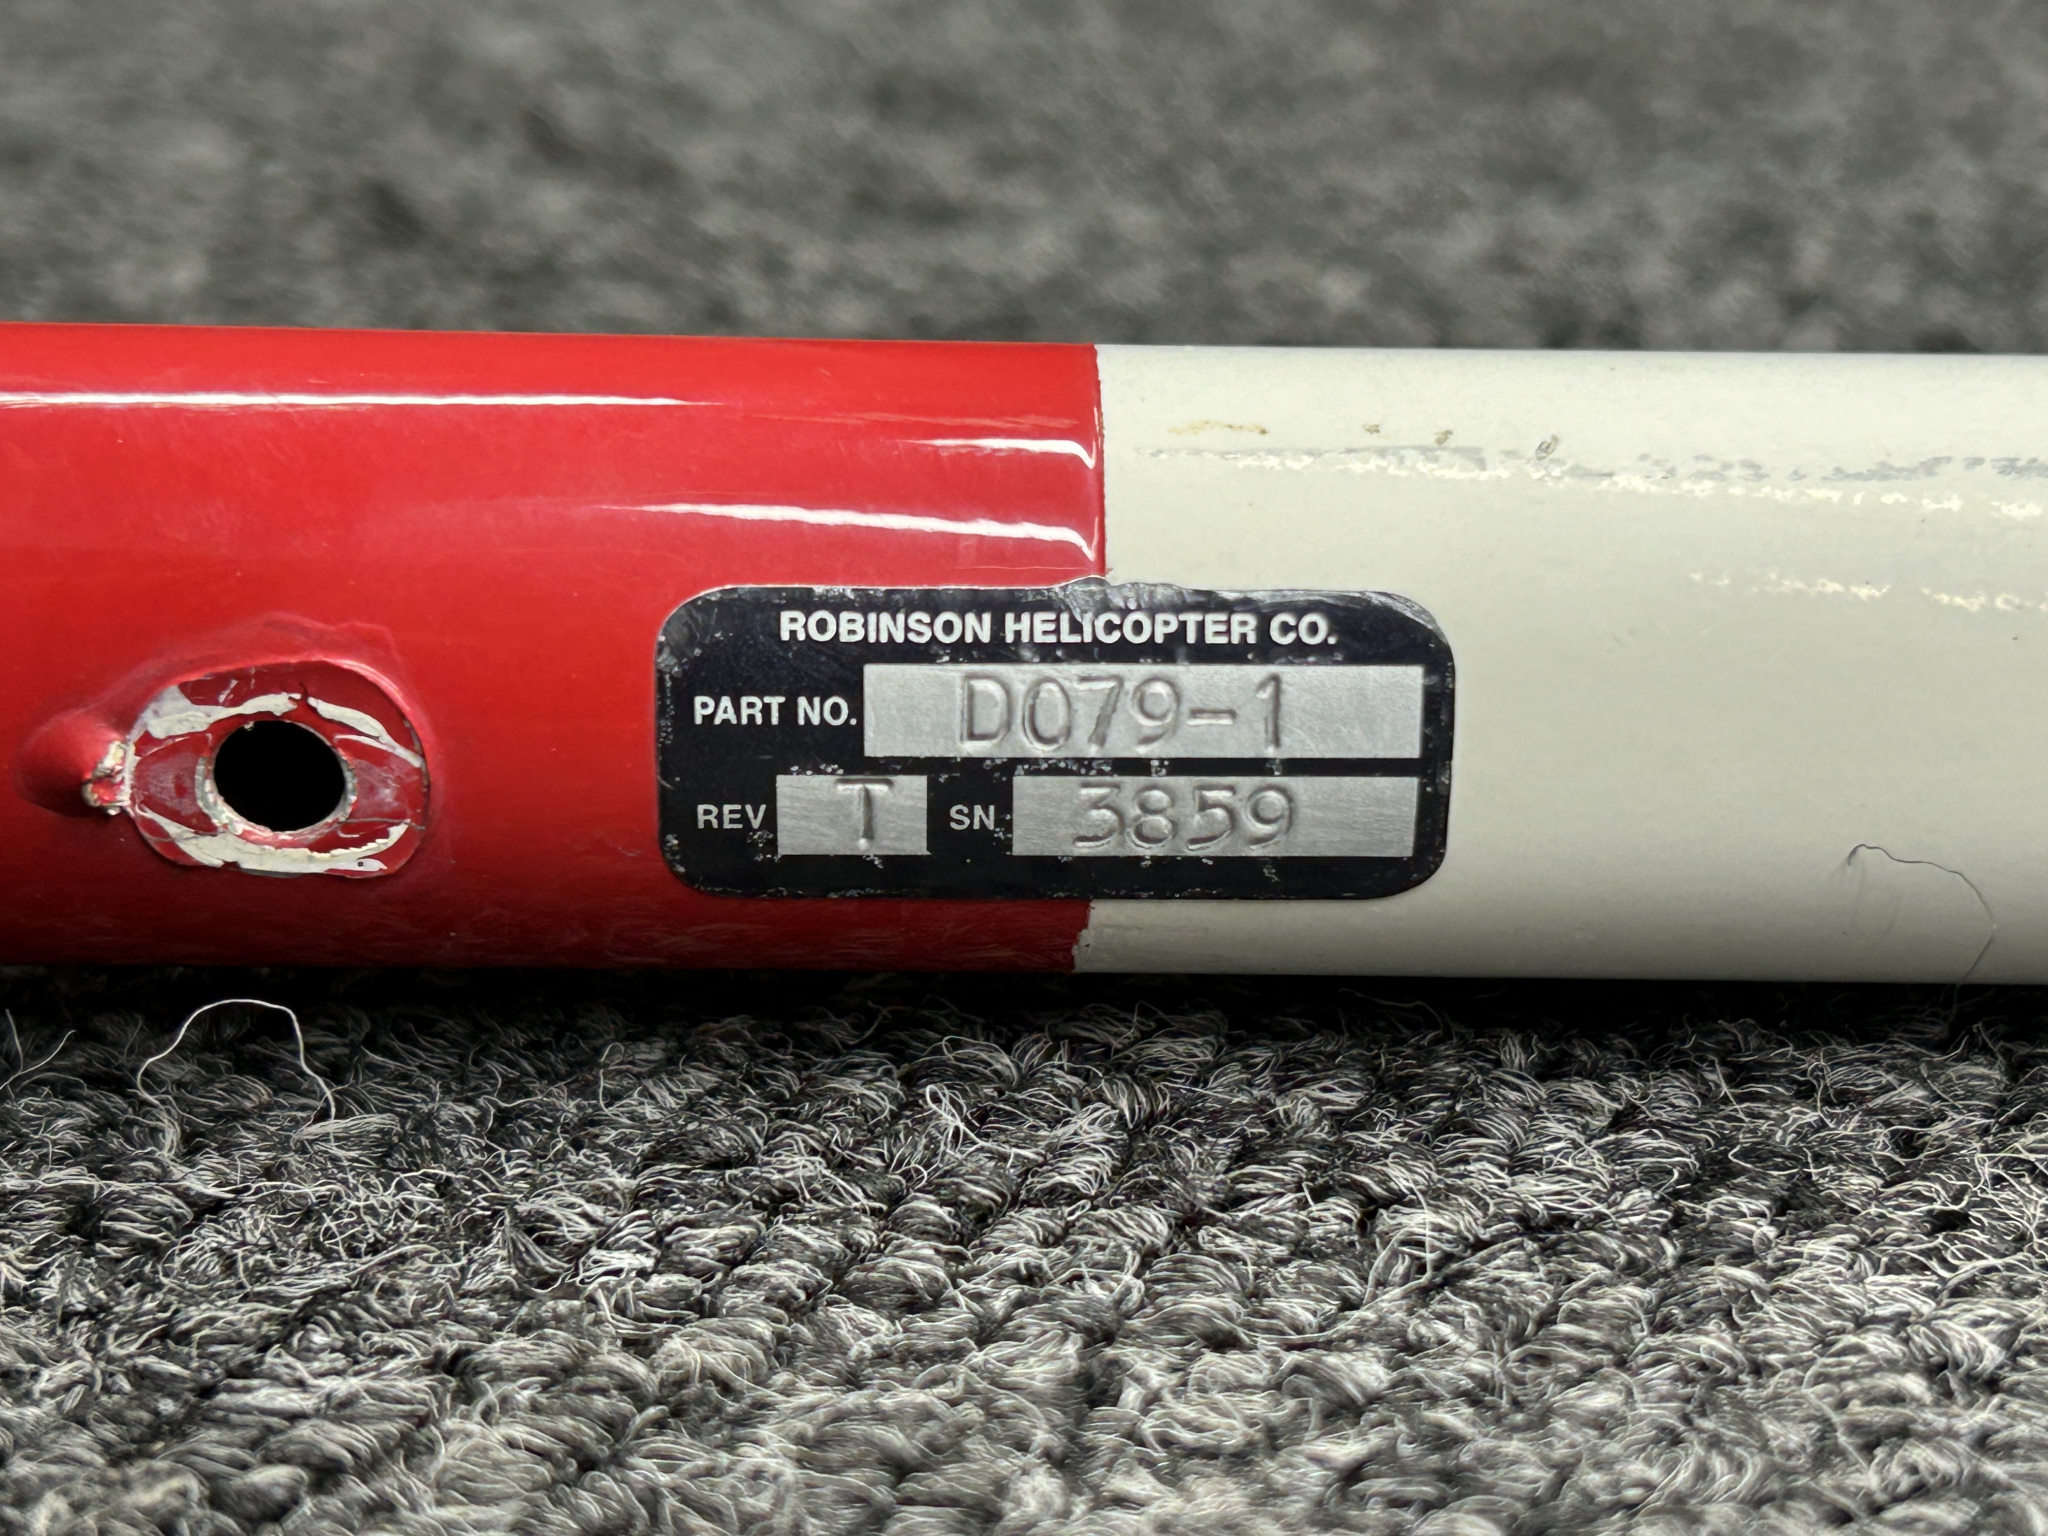 ROBINSON HELICOPTER CO.
PART NO. D079-1
REV T SN 3859